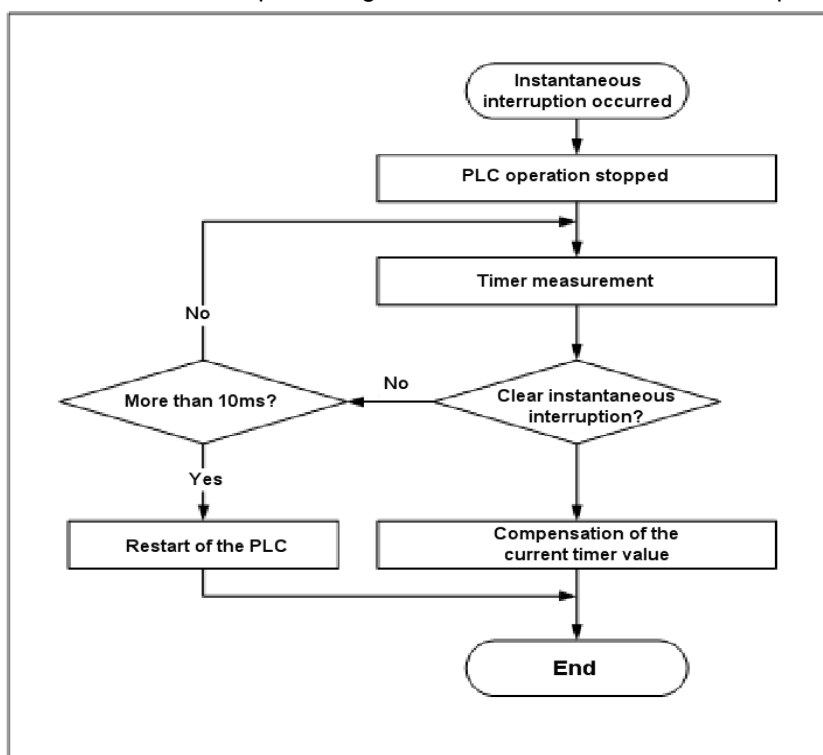 Instantaneous
interruption occurred
PLC operation stopped
Timer measurement
No
More than 10ms?
No
Clear instantaneous
interruption?
Yes
Restart of the PLC
Compensation of the
current timer value
End